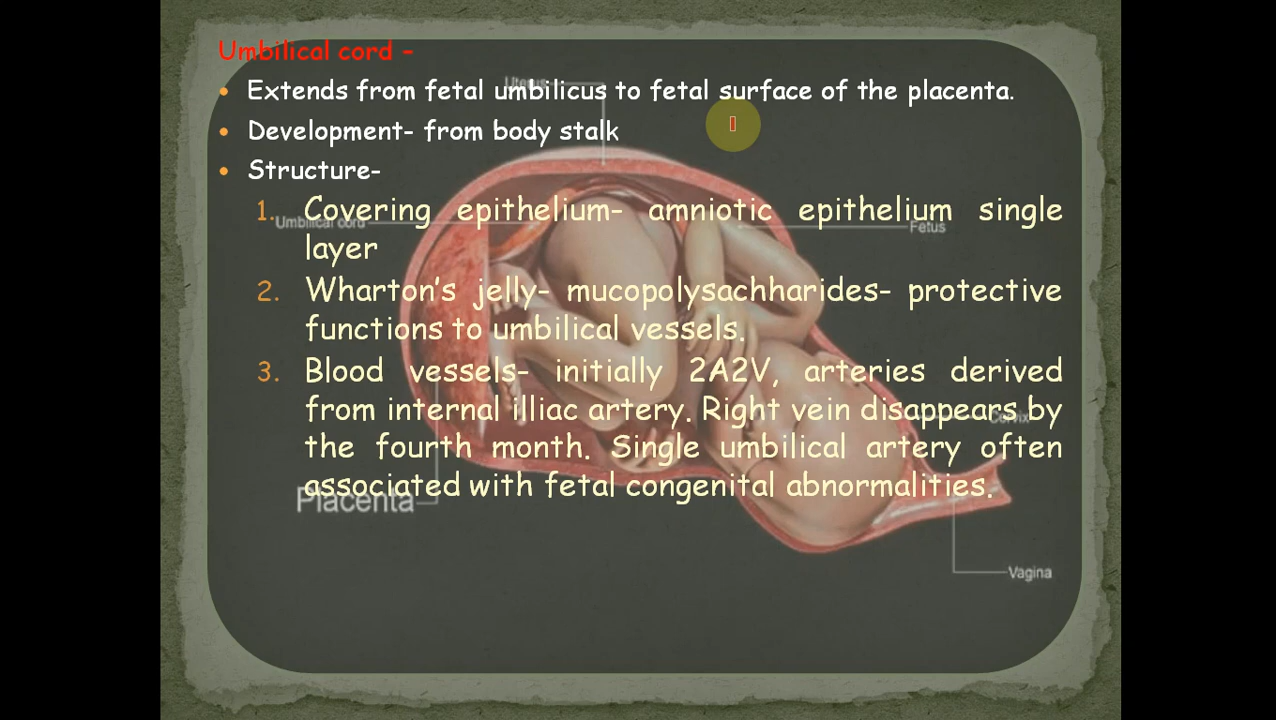 Umbilical cord -
Uterus
• Extends from fetal umbilicus to fetal surface of the placenta.
• Development- from body stalk
• Structure-
1. Covering epithelium- amniotic epithelium single
Umbilical cord
Fetus
layer
2. Wharton's jelly- mucopolysachharides- protective
functions to umbilical vessels.
3. Blood vessels- initially 2A2V, arteries derived
from internal illiac artery. Right vein disappears by
Cervix
the fourth month. Single umbilical artery often
associated with fetal congenital abnormalities.
Placenta
Vagina